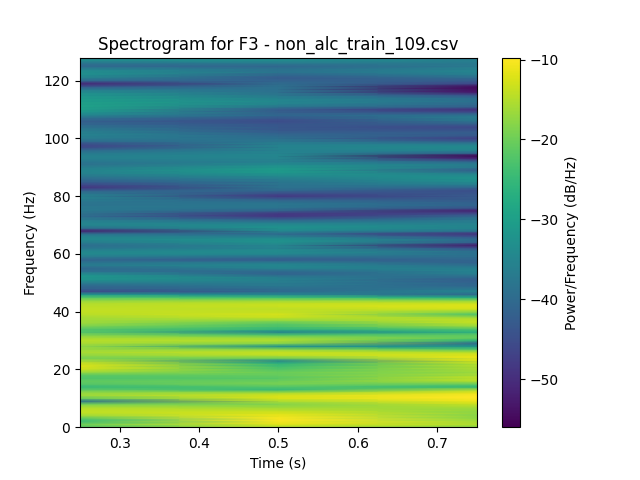 Spectrogram for F3 - non_alc_train_109.csv
120
100
80
60
40
20
0
Frequency (Hz)
0.3 0.4 0.5 0.6 0.7
Time (s)
−10
−20
−30
−40
−50
Power/Frequency (dB/Hz)